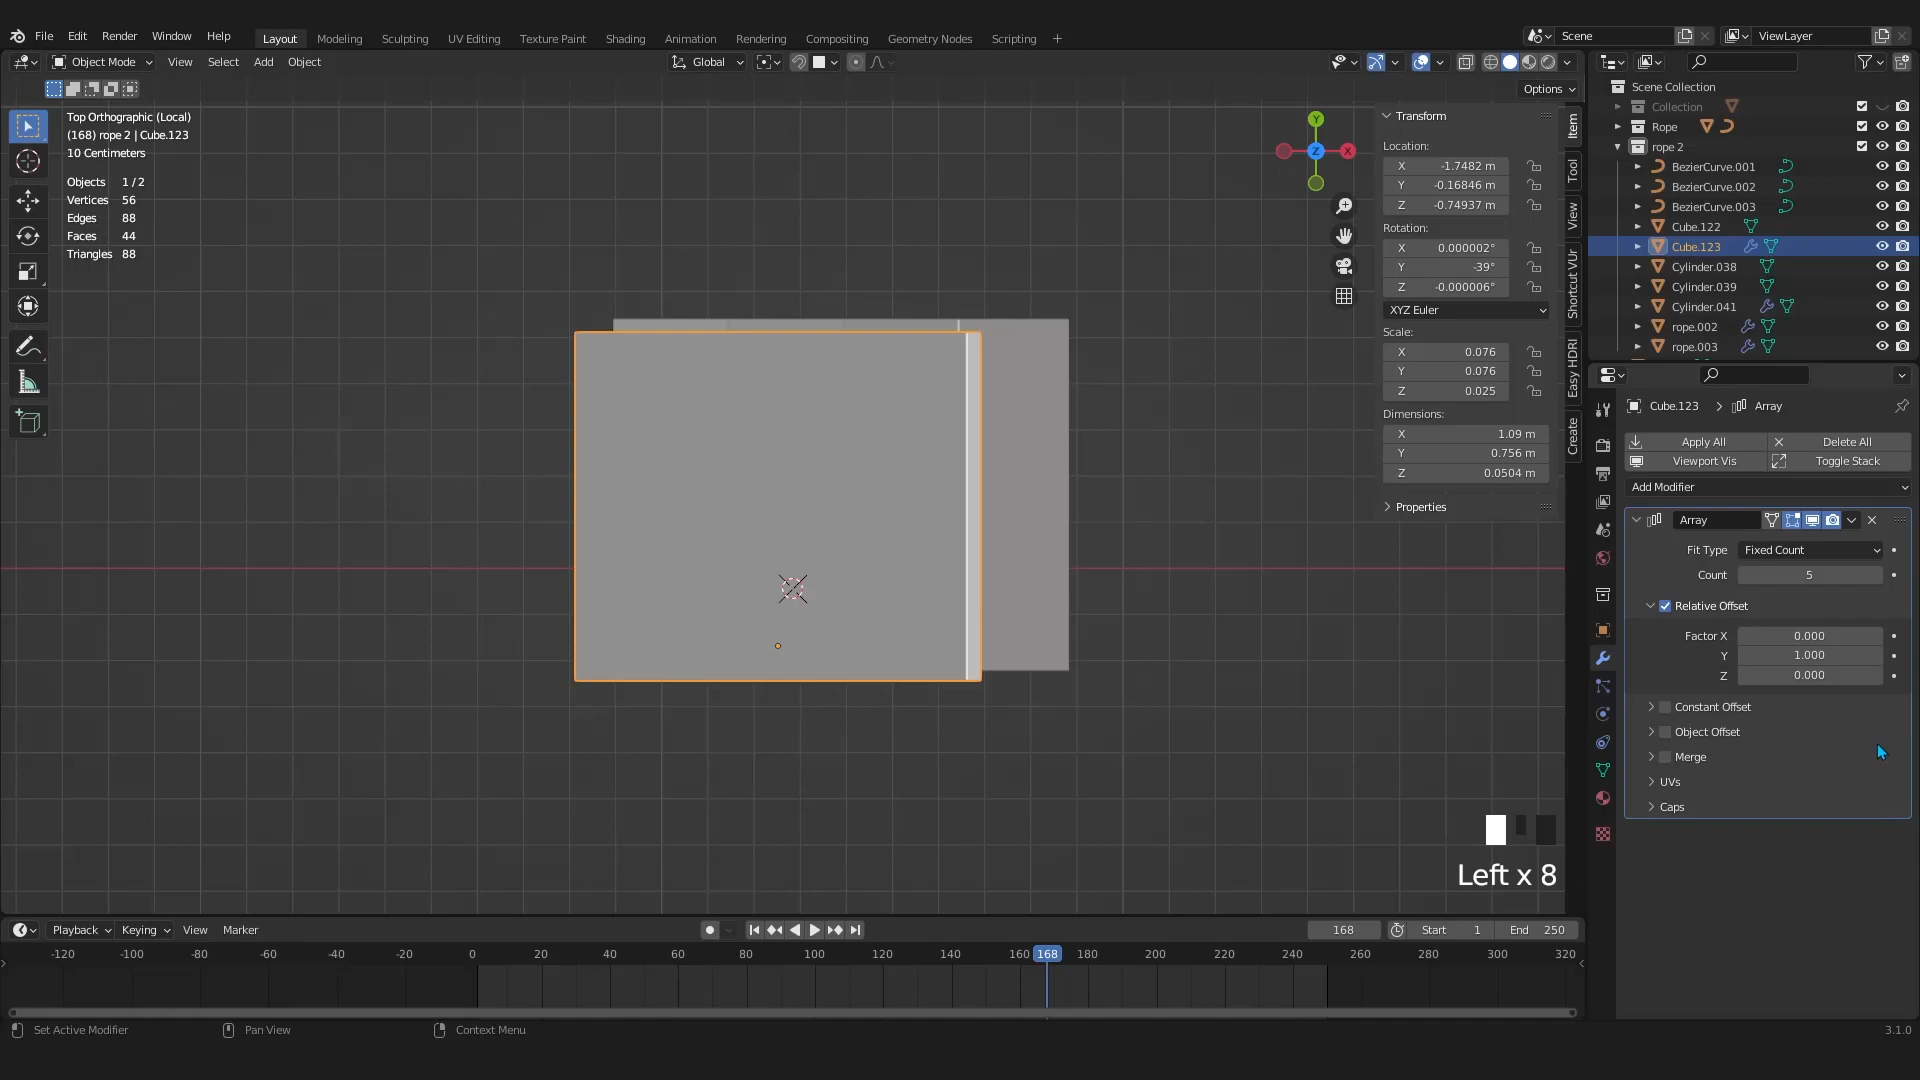 File Edit Render Window Help Layout Modeling Sculpting UV Editing Texture Paint Shading Animation Rendering Compositing Geometry Nodes Scripting + Scene ViewLayer
Object Mode View Select Add Object Global
Options
Top Orthographic (Local)
(168) rope 2 | Cube.123
10 Centimeters
Objects 1 / 2
Vertices 56
Edges 88
Faces 44
Triangles 88
Y
Z
X
Transform
Location:
X -1.7482 m
Y -0.16846 m
Z -0.74937 m
Rotation:
X 0.000002°
Y -39°
Z -0.000006°
XYZ Euler
Scale:
X 0.076
Y 0.076
Z 0.025
Dimensions:
X 1.09 m
Y 0.756 m
Z 0.0504 m
Properties
Item
Tool
View
Shortcut VUr
Easy HDRI
Create
Scene Collection
Collection
Rope
rope 2
BezierCurve.001
BezierCurve.002
BezierCurve.003
Cube.122
Cube.123
Cylinder.038
Cylinder.039
Cylinder.041
rope.002
rope.003
Cube.123 > Array
Apply All Delete All
Viewport Vis Toggle Stack
Add Modifier
Array
Fit Type Fixed Count
Count 5
Relative Offset
Factor X 0.000
Y 1.000
Z 0.000
Constant Offset
Object Offset
Merge
UVs
Caps
Left x 8
Playback Keying View Marker 168 Start 1 End 250
-120 -100 -80 -60 -40 -20 0 20 40 60 80 100 120 140 160 168 180 200 220 240 260 280 300 320
Set Active Modifier Pan View Context Menu 3.1.0